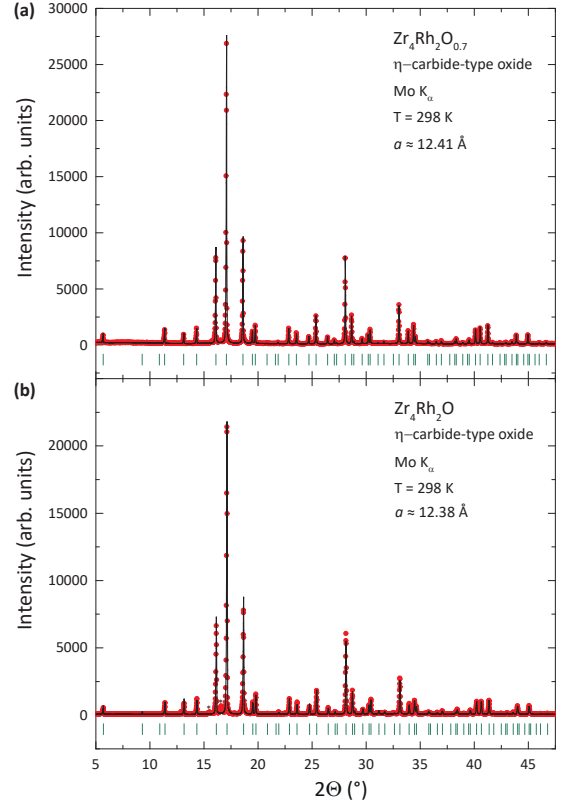 (a)
30000
25000
20000
15000
10000
5000
0
Intensity (arb. units)
Zr₄Rh₂O₀.₇
η−carbide-type oxide
Mo Kα
T = 298 K
a ≈ 12.41 Å
(b)
20000
15000
10000
5000
0
Intensity (arb. units)
Zr₄Rh₂O
η−carbide-type oxide
Mo Kα
T = 298 K
a ≈ 12.38 Å
5 10 15 20 25 30 35 40 45
2Θ (°)